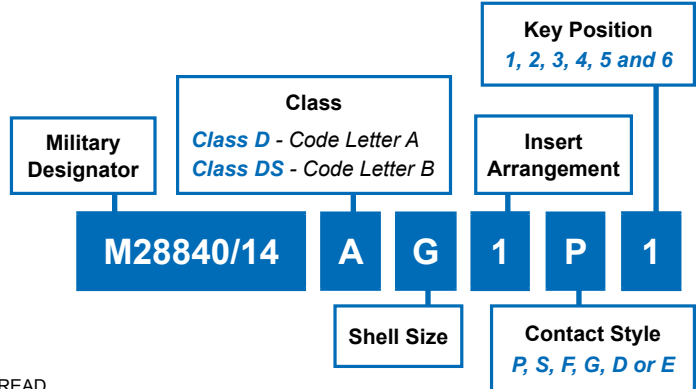 Key Position
1, 2, 3, 4, 5 and 6
Class
Class D - Code Letter A
Class DS - Code Letter B
Military
Designator
Insert
Arrangement
M28840/14 A G 1 P 1
Shell Size
Contact Style
P, S, F, G, D or E
READ